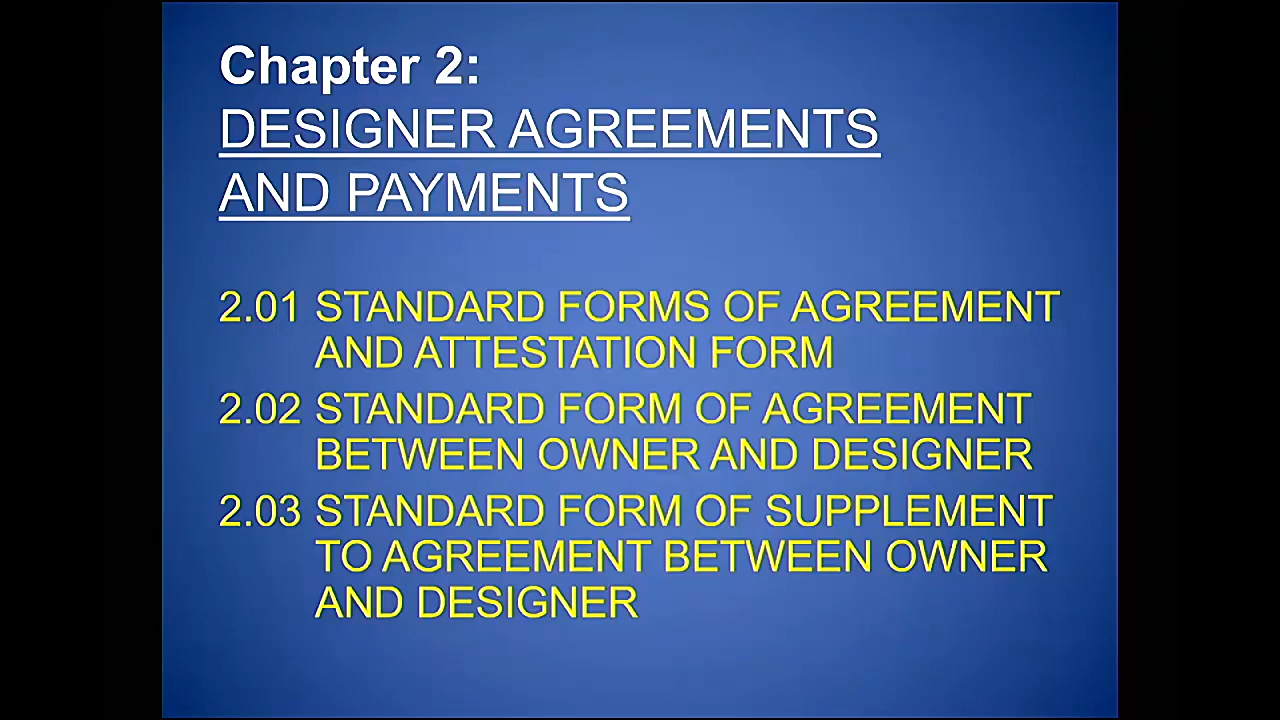 Chapter 2:
DESIGNER AGREEMENTS
AND PAYMENTS
2.01 STANDARD FORMS OF AGREEMENT
AND ATTESTATION FORM
2.02 STANDARD FORM OF AGREEMENT
BETWEEN OWNER AND DESIGNER
2.03 STANDARD FORM OF SUPPLEMENT
TO AGREEMENT BETWEEN OWNER
AND DESIGNER